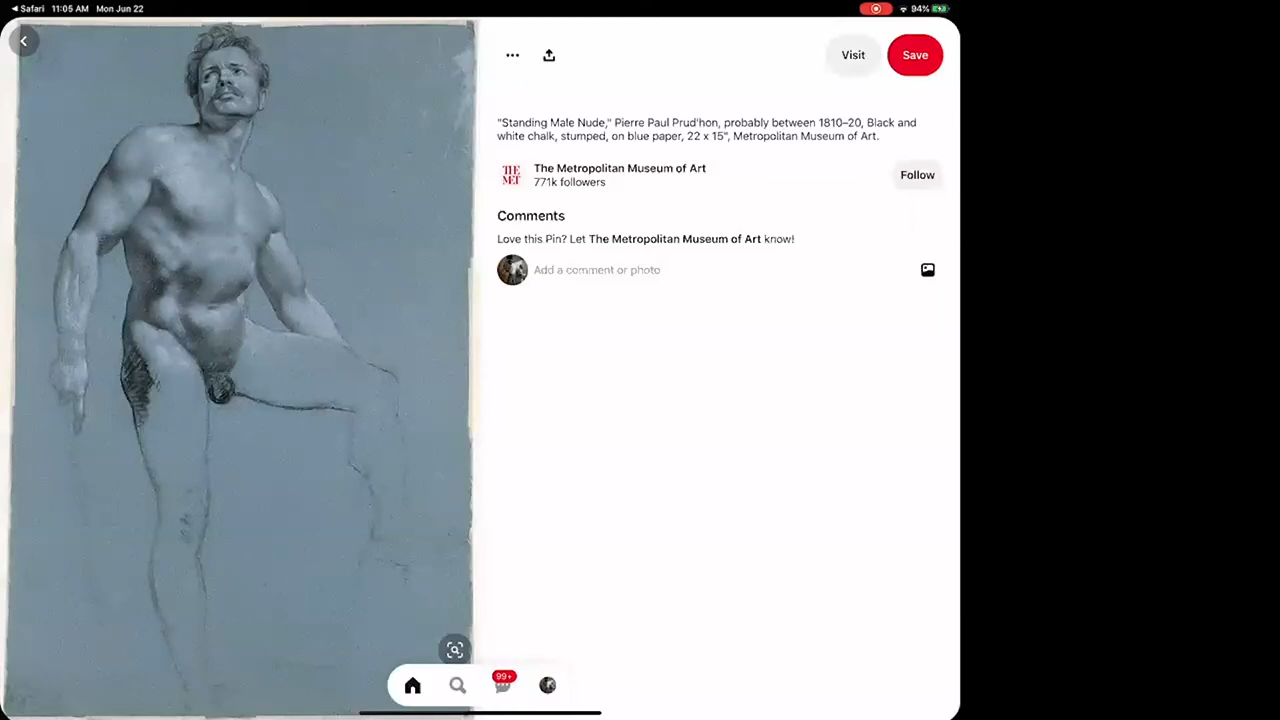 Safari 11:05 AM Mon Jun 22
94%
Visit
Save
"Standing Male Nude," Pierre Paul Prud'hon, probably between 1810–20, Black and
white chalk, stumped, on blue paper, 22 x 15", Metropolitan Museum of Art.
THE
MET
The Metropolitan Museum of Art
771k followers
Follow
Comments
Love this Pin? Let The Metropolitan Museum of Art know!
Add a comment or photo
99+